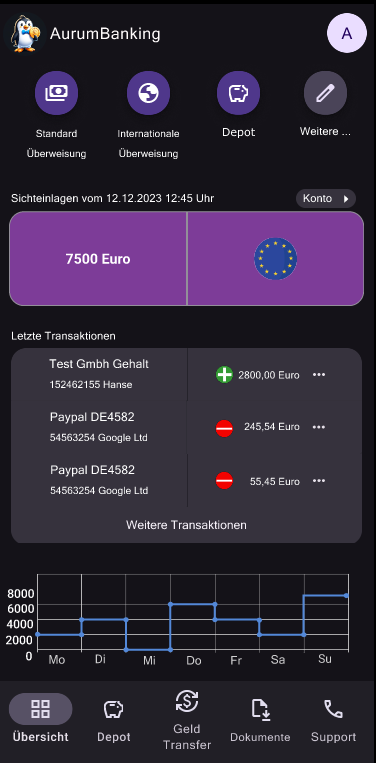 AurumBanking
A
Standard
Überweisung
Internationale
Überweisung
Depot
Weitere ...
Sichteinlagen vom 12.12.2023 12:45 Uhr
Konto
7500 Euro
Letzte Transaktionen
Test Gmbh Gehalt
152462155 Hanse
2800,00 Euro
Paypal DE4582
54563254 Google Ltd
245,54 Euro
Paypal DE4582
54563254 Google Ltd
55,45 Euro
Weitere Transaktionen
8000
6000
4000
2000
0
Mo Di Mi Do Fr Sa Su
Übersicht
Depot
Geld
Transfer
Dokumente
Support